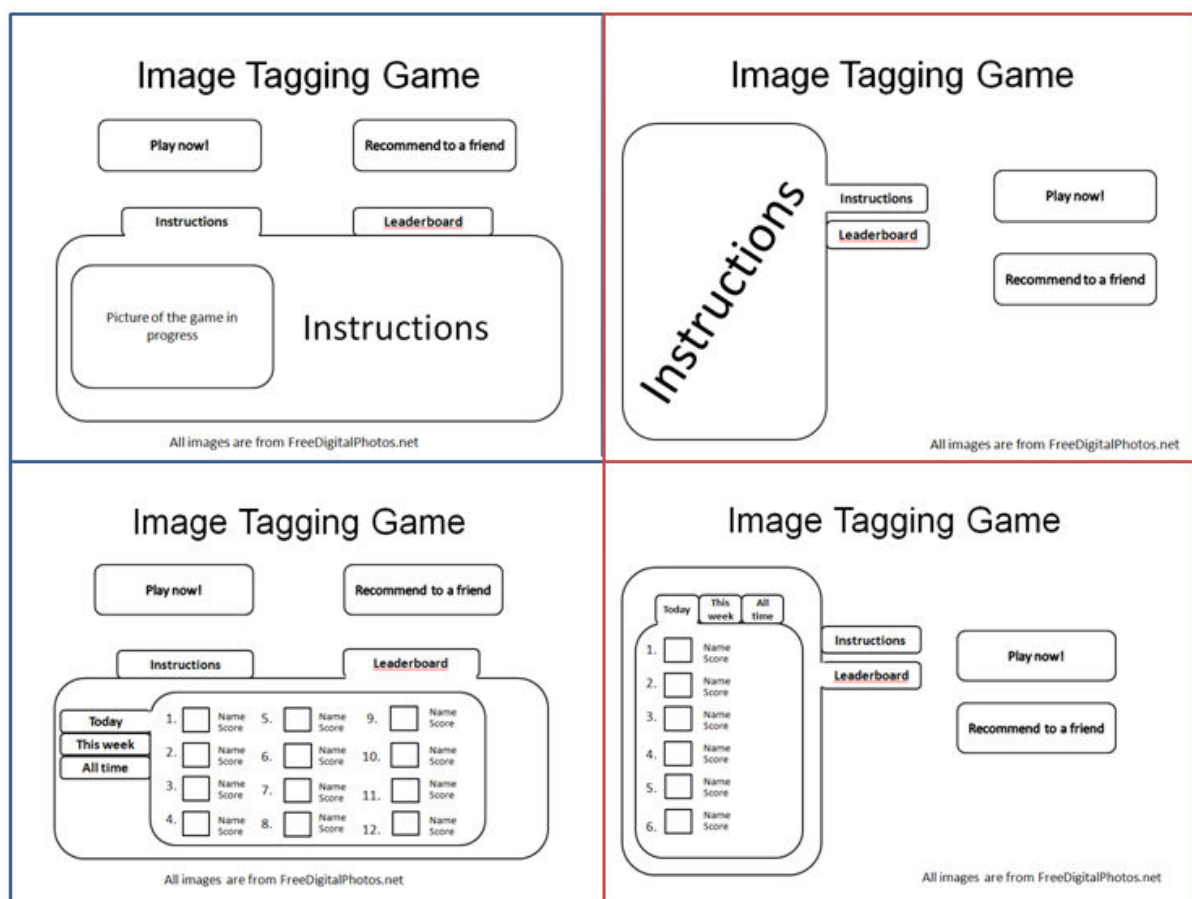 Image Tagging Game
Play now!
Recommend to a friend
Instructions
Leaderboard
Picture of the game in
progress
Instructions
All images are from FreeDigitalPhotos.net
Image Tagging Game
Instructions
Instructions
Leaderboard
Play now!
Recommend to a friend
All images are from FreeDigitalPhotos.net
Image Tagging Game
Play now!
Recommend to a friend
Instructions
Leaderboard
Today
This week
All time
1. Name
Score
2. Name
Score
3. Name
Score
4. Name
Score
5. Name
Score
6. Name
Score
7. Name
Score
8. Name
Score
9. Name
Score
10. Name
Score
11. Name
Score
12. Name
Score
All images are from FreeDigitalPhotos.net
Image Tagging Game
Today
This
week
All
time
1. Name
Score
2. Name
Score
3. Name
Score
4. Name
Score
5. Name
Score
6. Name
Score
Instructions
Leaderboard
Play now!
Recommend to a friend
All images are from FreeDigitalPhotos.net